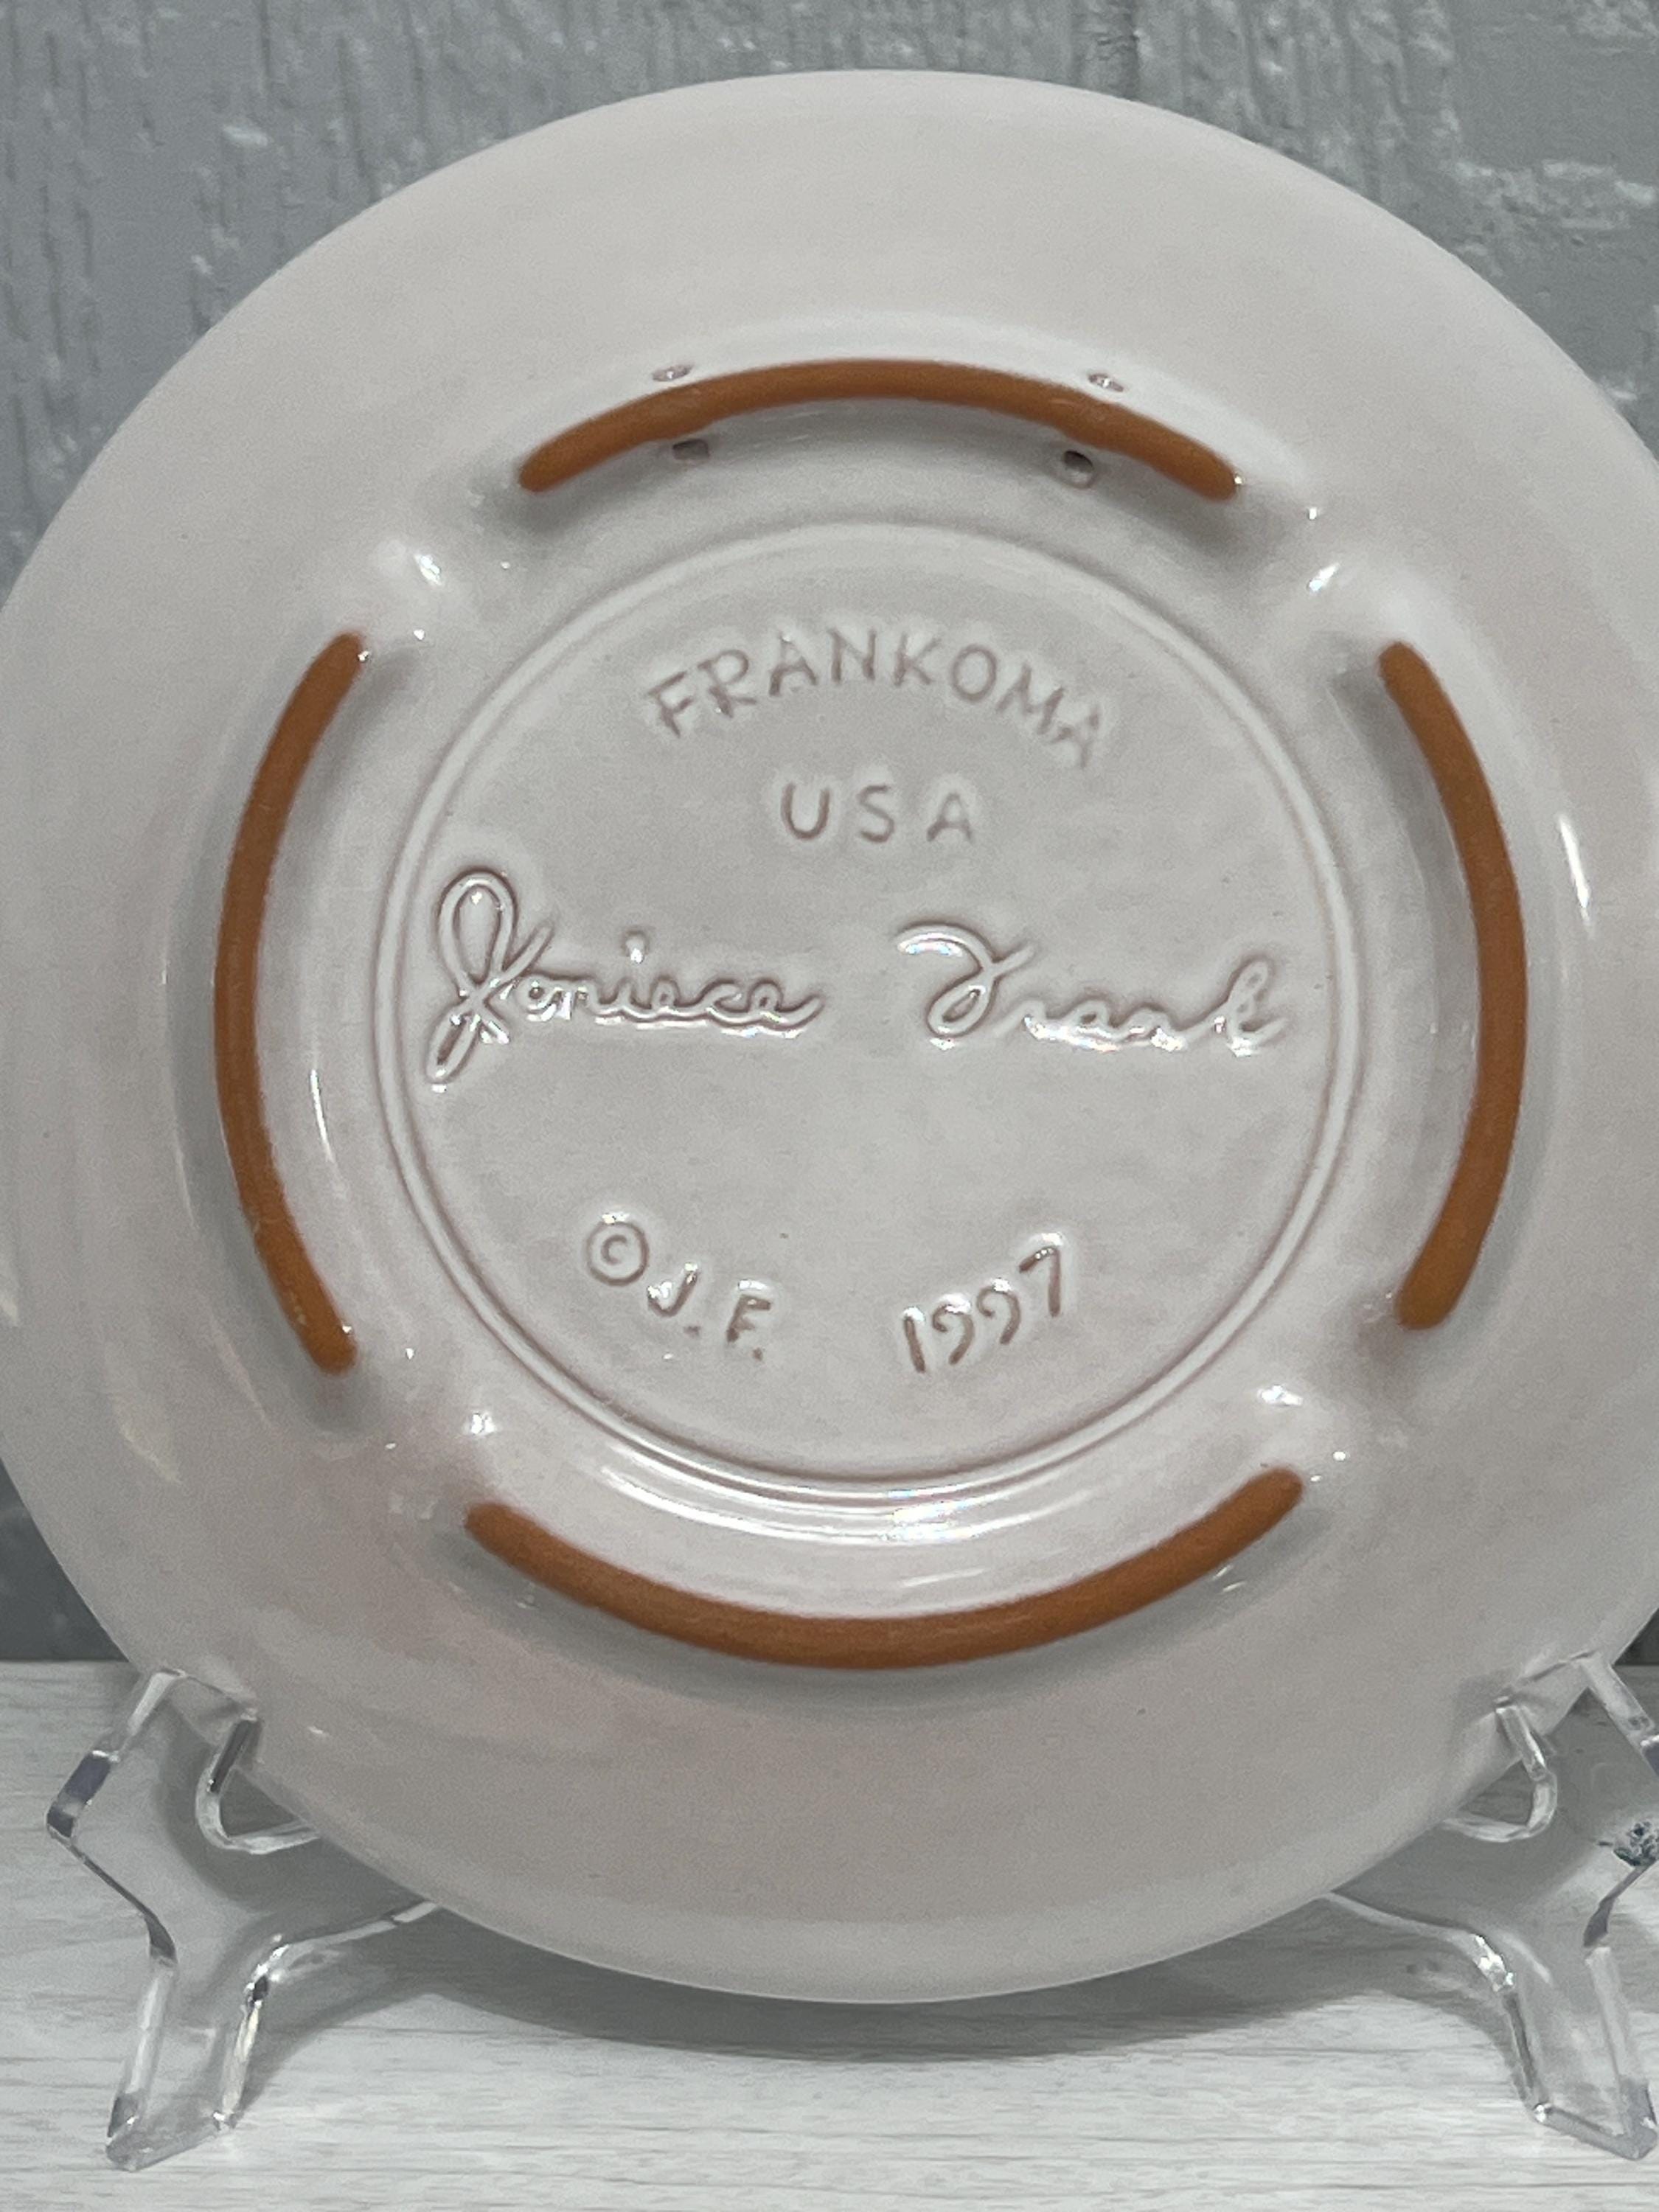 FRANKOMA
USA
Joniece Frank
© J.F. 1997